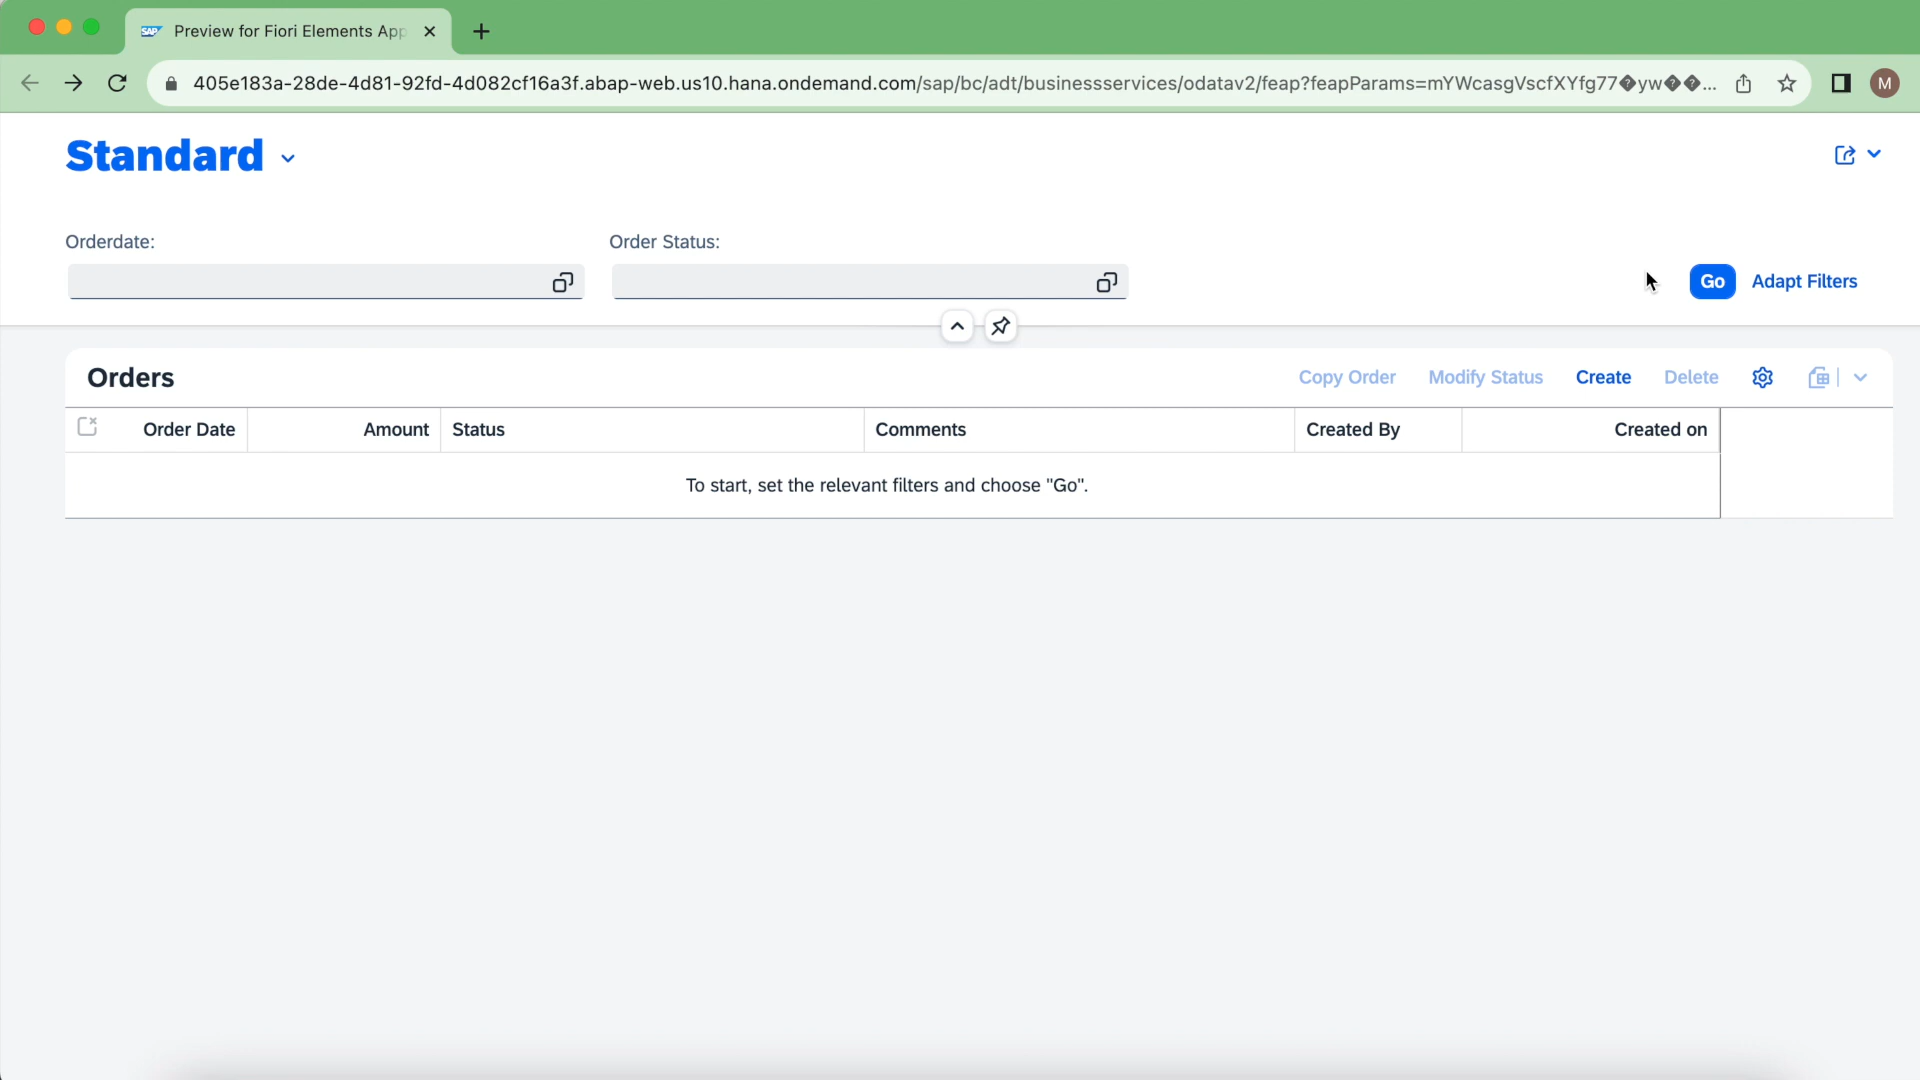 SAP Preview for Fiori Elements App
405e183a-28de-4d81-92fd-4d082cf16a3f.abap-web.us10.hana.ondemand.com/sap/bc/adt/businessservices/odatav2/feap?feapParams=mYWcasgVscfXYfg77�yw��...
M
Standard
Orderdate:
Order Status:
Go
Adapt Filters
Orders
Copy Order
Modify Status
Create
Delete
Order Date
Amount
Status
Comments
Created By
Created on
To start, set the relevant filters and choose "Go".